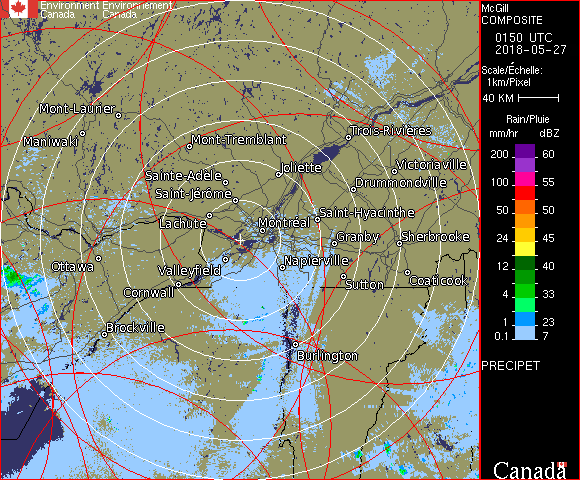 Environment Environnement
Canada Canada
McGill
COMPOSITE
0150 UTC
2018-05-27
Scale/Échelle:
1km/Pixel
40 KM
Rain/Pluie
mm/hr dBZ
200 60
100 55
50 50
24 45
12 40
4 33
1 23
0.1 7
PRECIPET
Canada
Mont-Laurier
Maniwaki
Mont-Tremblant
Trois-Rivières
Sainte-Adèle
Joliette
Victoriaville
Saint-Jérôme
Drummondville
Lachute
Montréal
Saint-Hyacinthe
Granby
Sherbrooke
Ottawa
Valleyfield
Napierville
Cornwall
Sutton
Coaticook
Brockville
Burlington